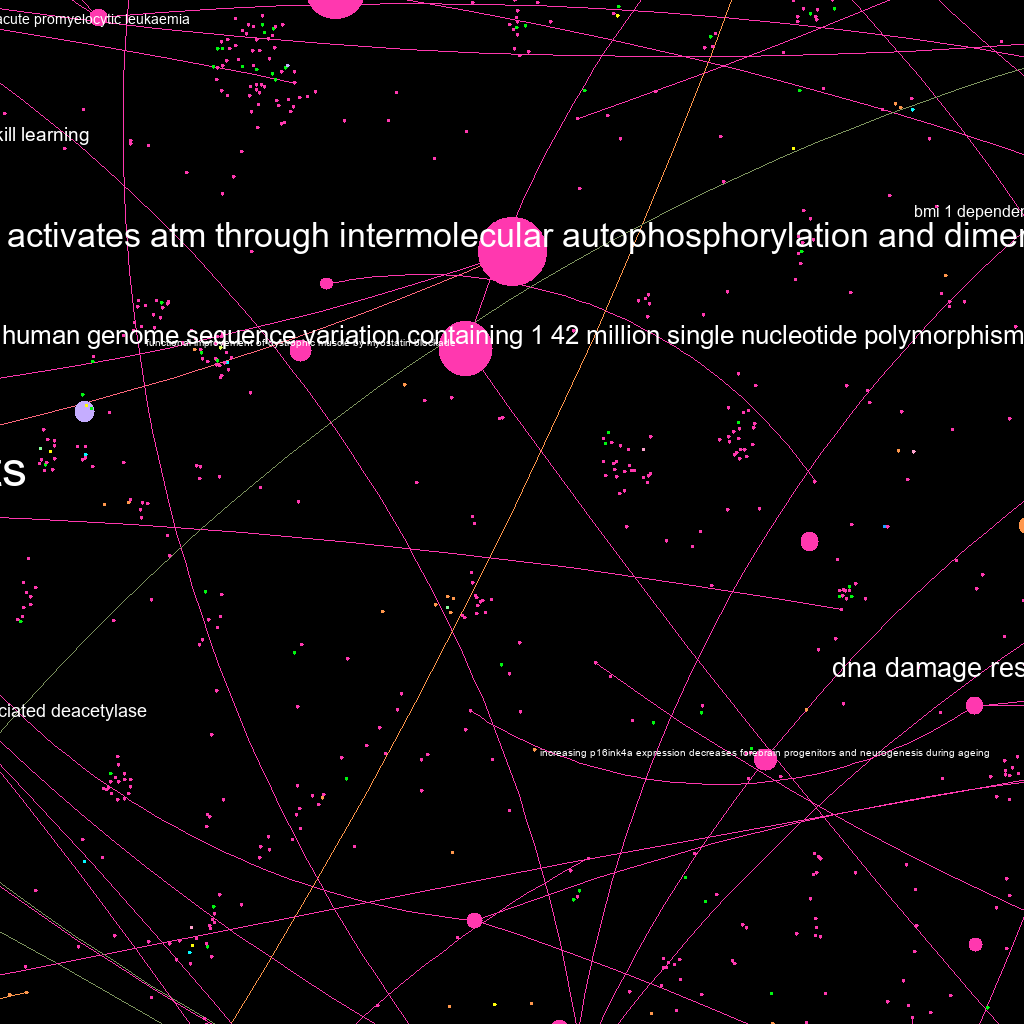 acute promyelocytic leukaemia
kill learning
bmi 1 depender
activates atm through intermolecular autophosphorylation and dimer
human genome sequence variation containing 1 42 million single nucleotide polymorphism
functional improvement of dystrophic muscle by myostatin blockade
ts
dna damage res
ciated deacetylase
increasing p16ink4a expression decreases forebrain progenitors and neurogenesis during ageing